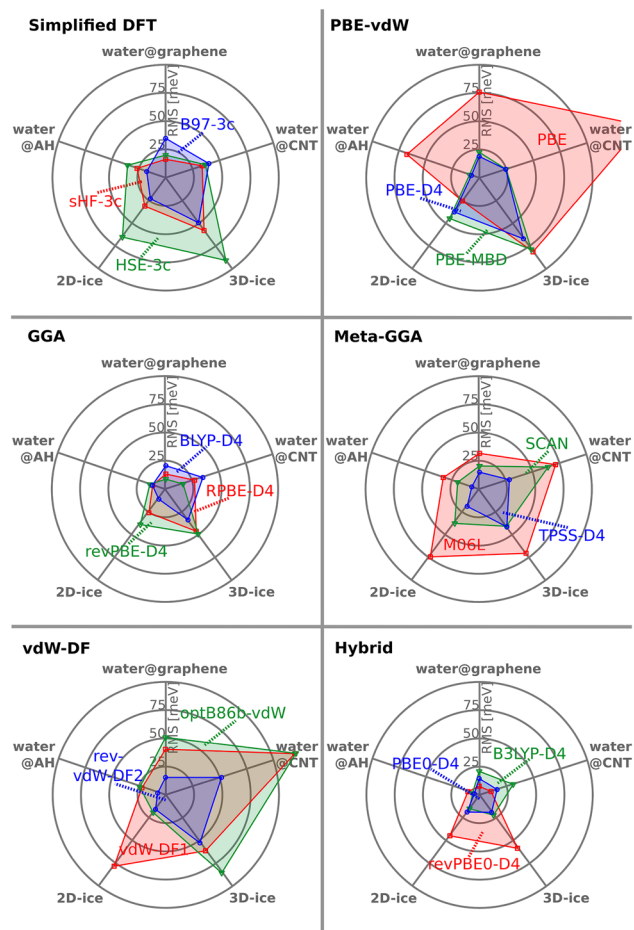 Simplified DFT
water@graphene
75
50
25
RMS [meV]
B97-3c
water
@AH
water
@CNT
sHF-3c
HSE-3c
2D-ice
3D-ice
PBE-vdW
water@graphene
75
50
25
RMS [meV]
PBE
water
@AH
water
@CNT
PBE-D4
PBE-MBD
2D-ice
3D-ice
GGA
water@graphene
75
50
25
RMS [meV]
BLYP-D4
water
@AH
water
@CNT
RPBE-D4
revPBE-D4
2D-ice
3D-ice
Meta-GGA
water@graphene
75
50
25
RMS [meV]
SCAN
water
@AH
water
@CNT
TPSS-D4
M06L
2D-ice
3D-ice
vdW-DF
water@graphene
75
50
25
RMS [meV]
optB86b-vdW
water
@AH
water
@CNT
rev-
vdW-DF2
vdW-DF1
2D-ice
3D-ice
Hybrid
water@graphene
75
50
25
RMS [meV]
PBE0-D4
B3LYP-D4
water
@AH
water
@CNT
revPBE0-D4
2D-ice
3D-ice